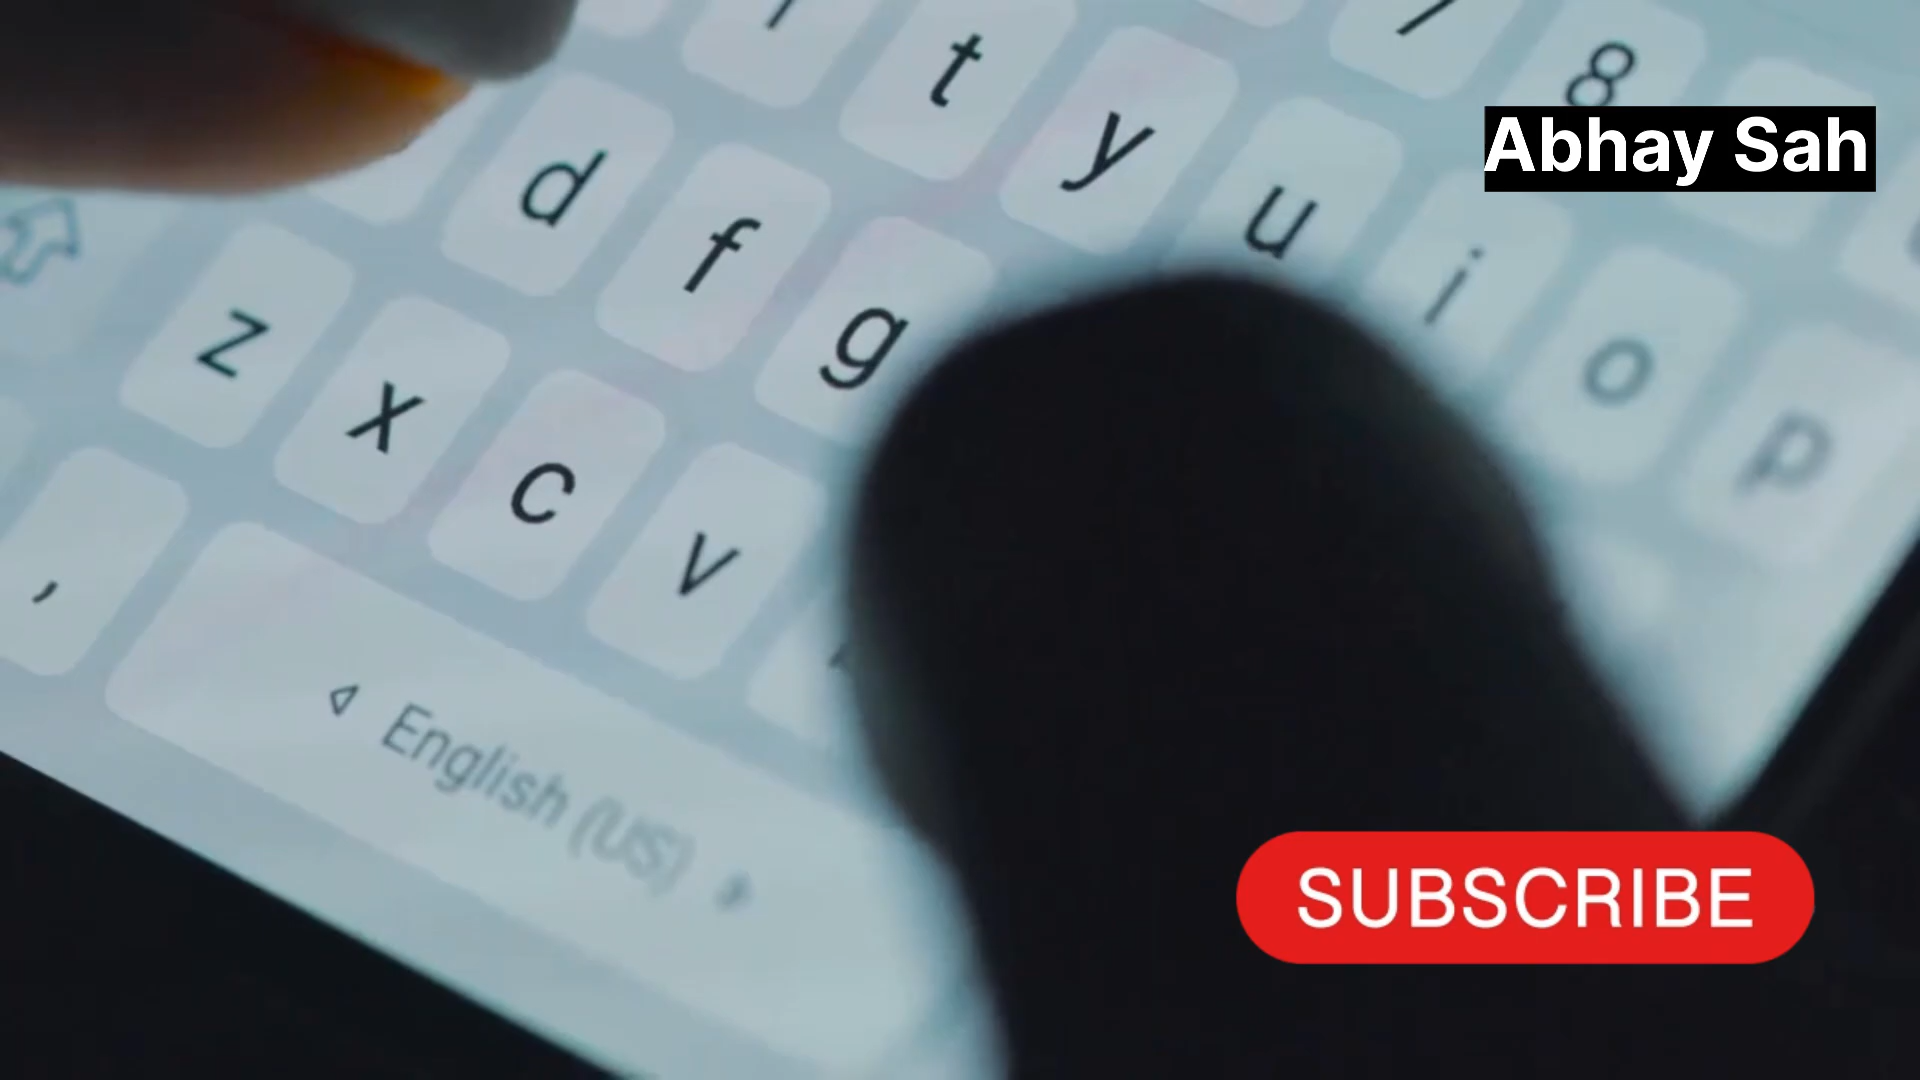 t y u i o p
8
Abhay Sah
d f g
z x c v
,
English (US)
SUBSCRIBE